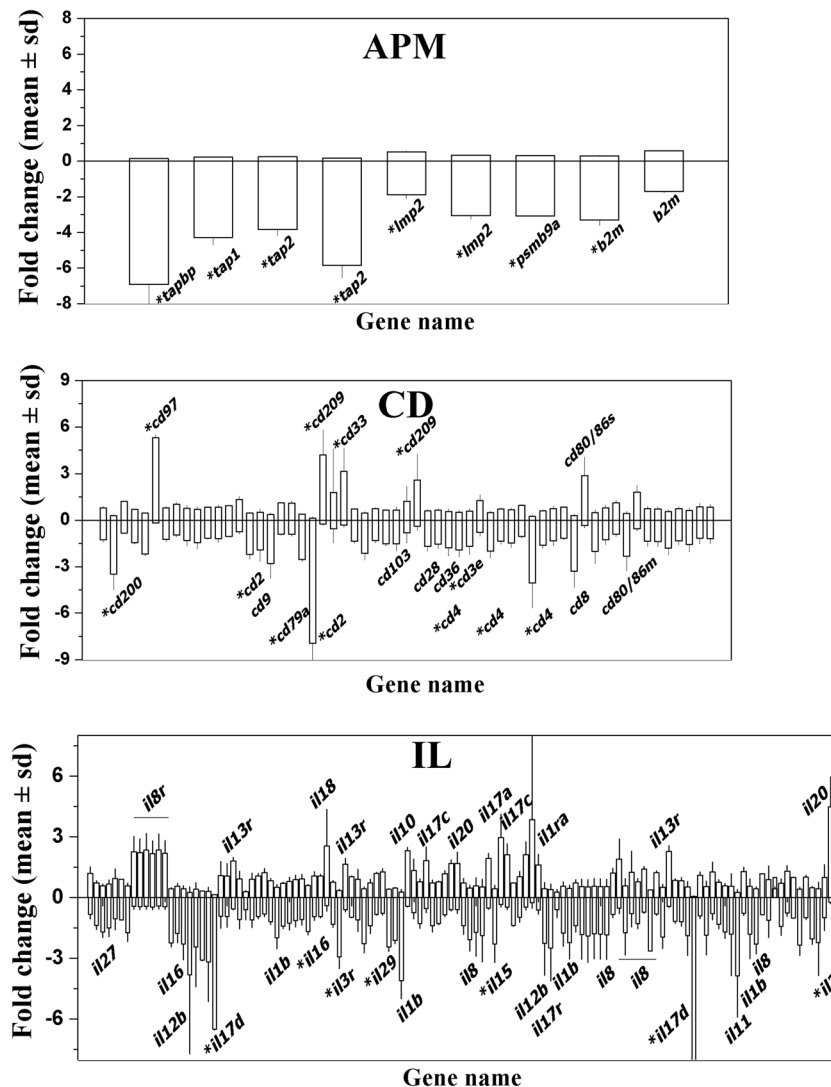 APM
Fold change (mean ± sd)
8
6
4
2
0
-2
-4
-6
-8
*tapbp
*tap1
*tap2
*tap2
*lmp2
*lmp2
*psmb9a
*b2m
b2m
Gene name
CD
Fold change (mean ± sd)
9
6
3
0
-3
-6
-9
*cd97
*cd209
*cd33
*cd209
cd80/86s
*cd200
*cd2
cd9
*cd79a
*cd2
cd103
cd28
cd36
*cd3e
*cd4
*cd4
*cd4
cd8
cd80/86m
Gene name
IL
Fold change (mean ± sd)
6
3
0
-3
-6
il8r
il13r
il18
il13r
il10
il17c
il20
il17a
il17c
il1ra
il13r
il20
il27
il16
il12b
*il17d
il1b
*il16
*il3r
*il29
il1b
il8
*il15
il12b
il17r
il1b
il8
il8
*il17d
il11
il1b
il8
Gene name